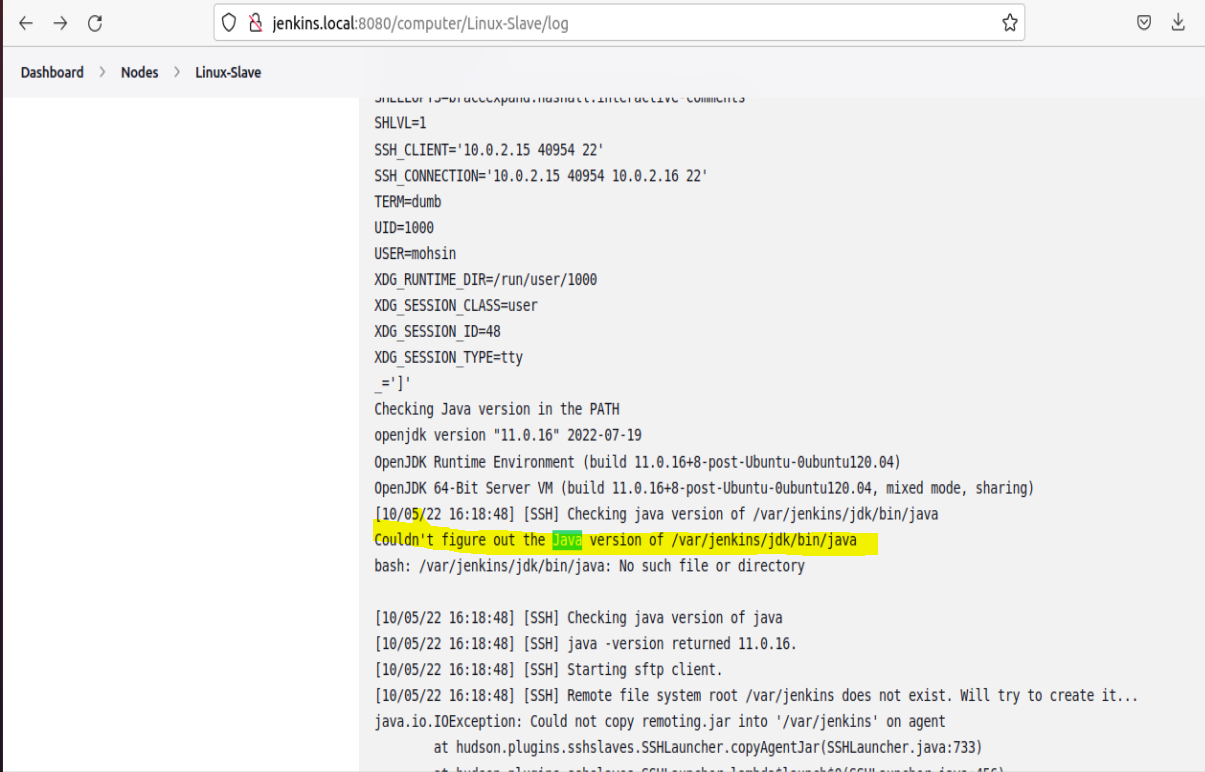 jenkins.local:8080/computer/Linux-Slave/log
Dashboard > Nodes > Linux-Slave
SHELLOPTS=braceexpand:hashall:interactive-comments
SHLVL=1
SSH_CLIENT='10.0.2.15 40954 22'
SSH_CONNECTION='10.0.2.15 40954 10.0.2.16 22'
TERM=dumb
UID=1000
USER=mohsin
XDG_RUNTIME_DIR=/run/user/1000
XDG_SESSION_CLASS=user
XDG_SESSION_ID=48
XDG_SESSION_TYPE=tty
_=']'
Checking Java version in the PATH
openjdk version "11.0.16" 2022-07-19
OpenJDK Runtime Environment (build 11.0.16+8-post-Ubuntu-0ubuntu120.04)
OpenJDK 64-Bit Server VM (build 11.0.16+8-post-Ubuntu-0ubuntu120.04, mixed mode, sharing)
[10/05/22 16:18:48] [SSH] Checking java version of /var/jenkins/jdk/bin/java
Couldn't figure out the Java version of /var/jenkins/jdk/bin/java
bash: /var/jenkins/jdk/bin/java: No such file or directory
[10/05/22 16:18:48] [SSH] Checking java version of java
[10/05/22 16:18:48] [SSH] java -version returned 11.0.16.
[10/05/22 16:18:48] [SSH] Starting sftp client.
[10/05/22 16:18:48] [SSH] Remote file system root /var/jenkins does not exist. Will try to create it...
java.io.IOException: Could not copy remoting.jar into '/var/jenkins' on agent
at hudson.plugins.sshslaves.SSHLauncher.copyAgentJar(SSHLauncher.java:733)